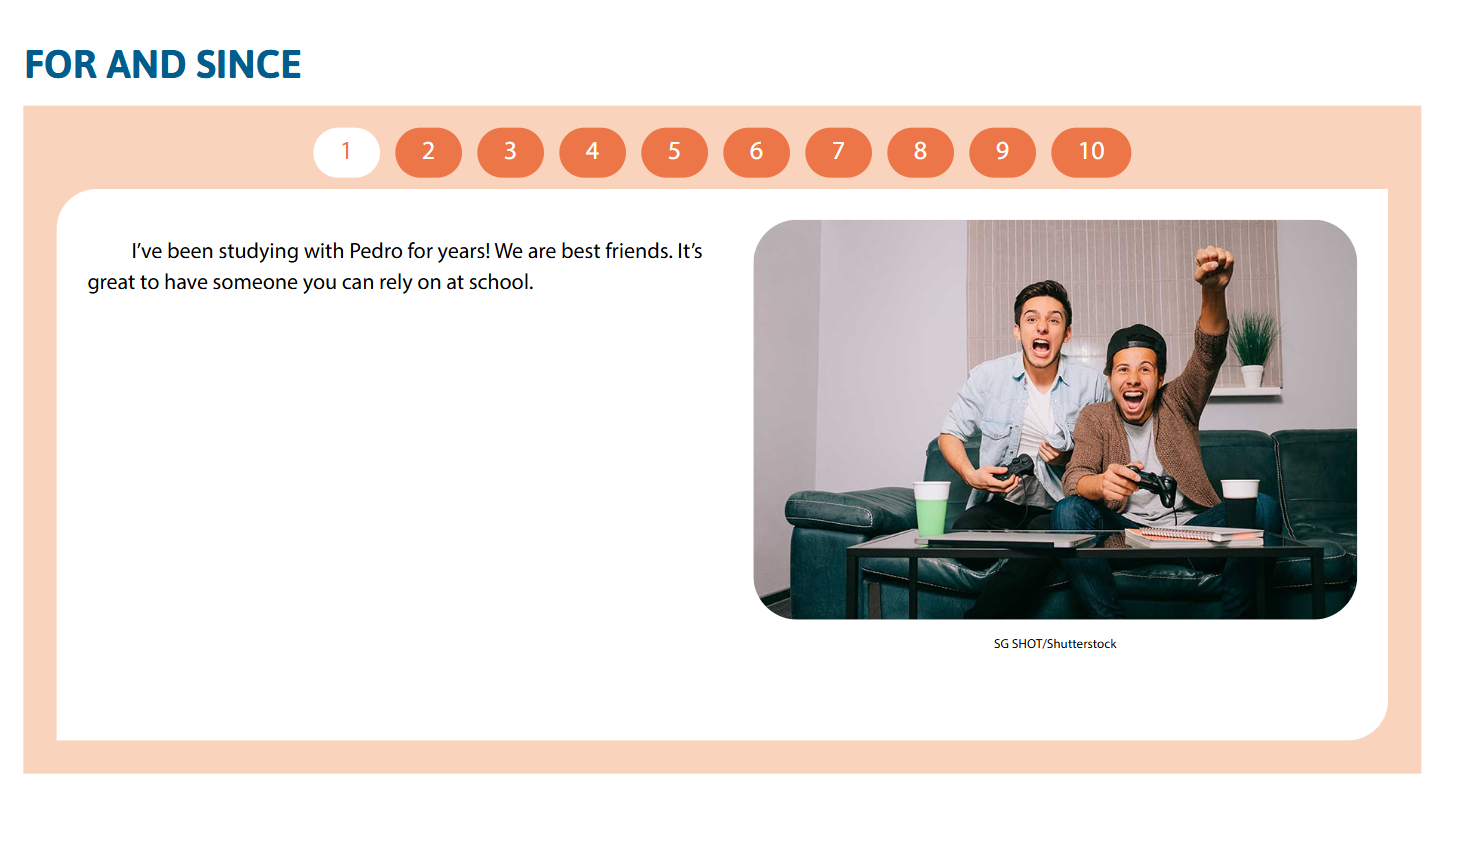 FOR AND SINCE
1 2 3 4 5 6 7 8 9 10
I've been studying with Pedro for years! We are best friends. It's
great to have someone you can rely on at school.
SG SHOT/Shutterstock